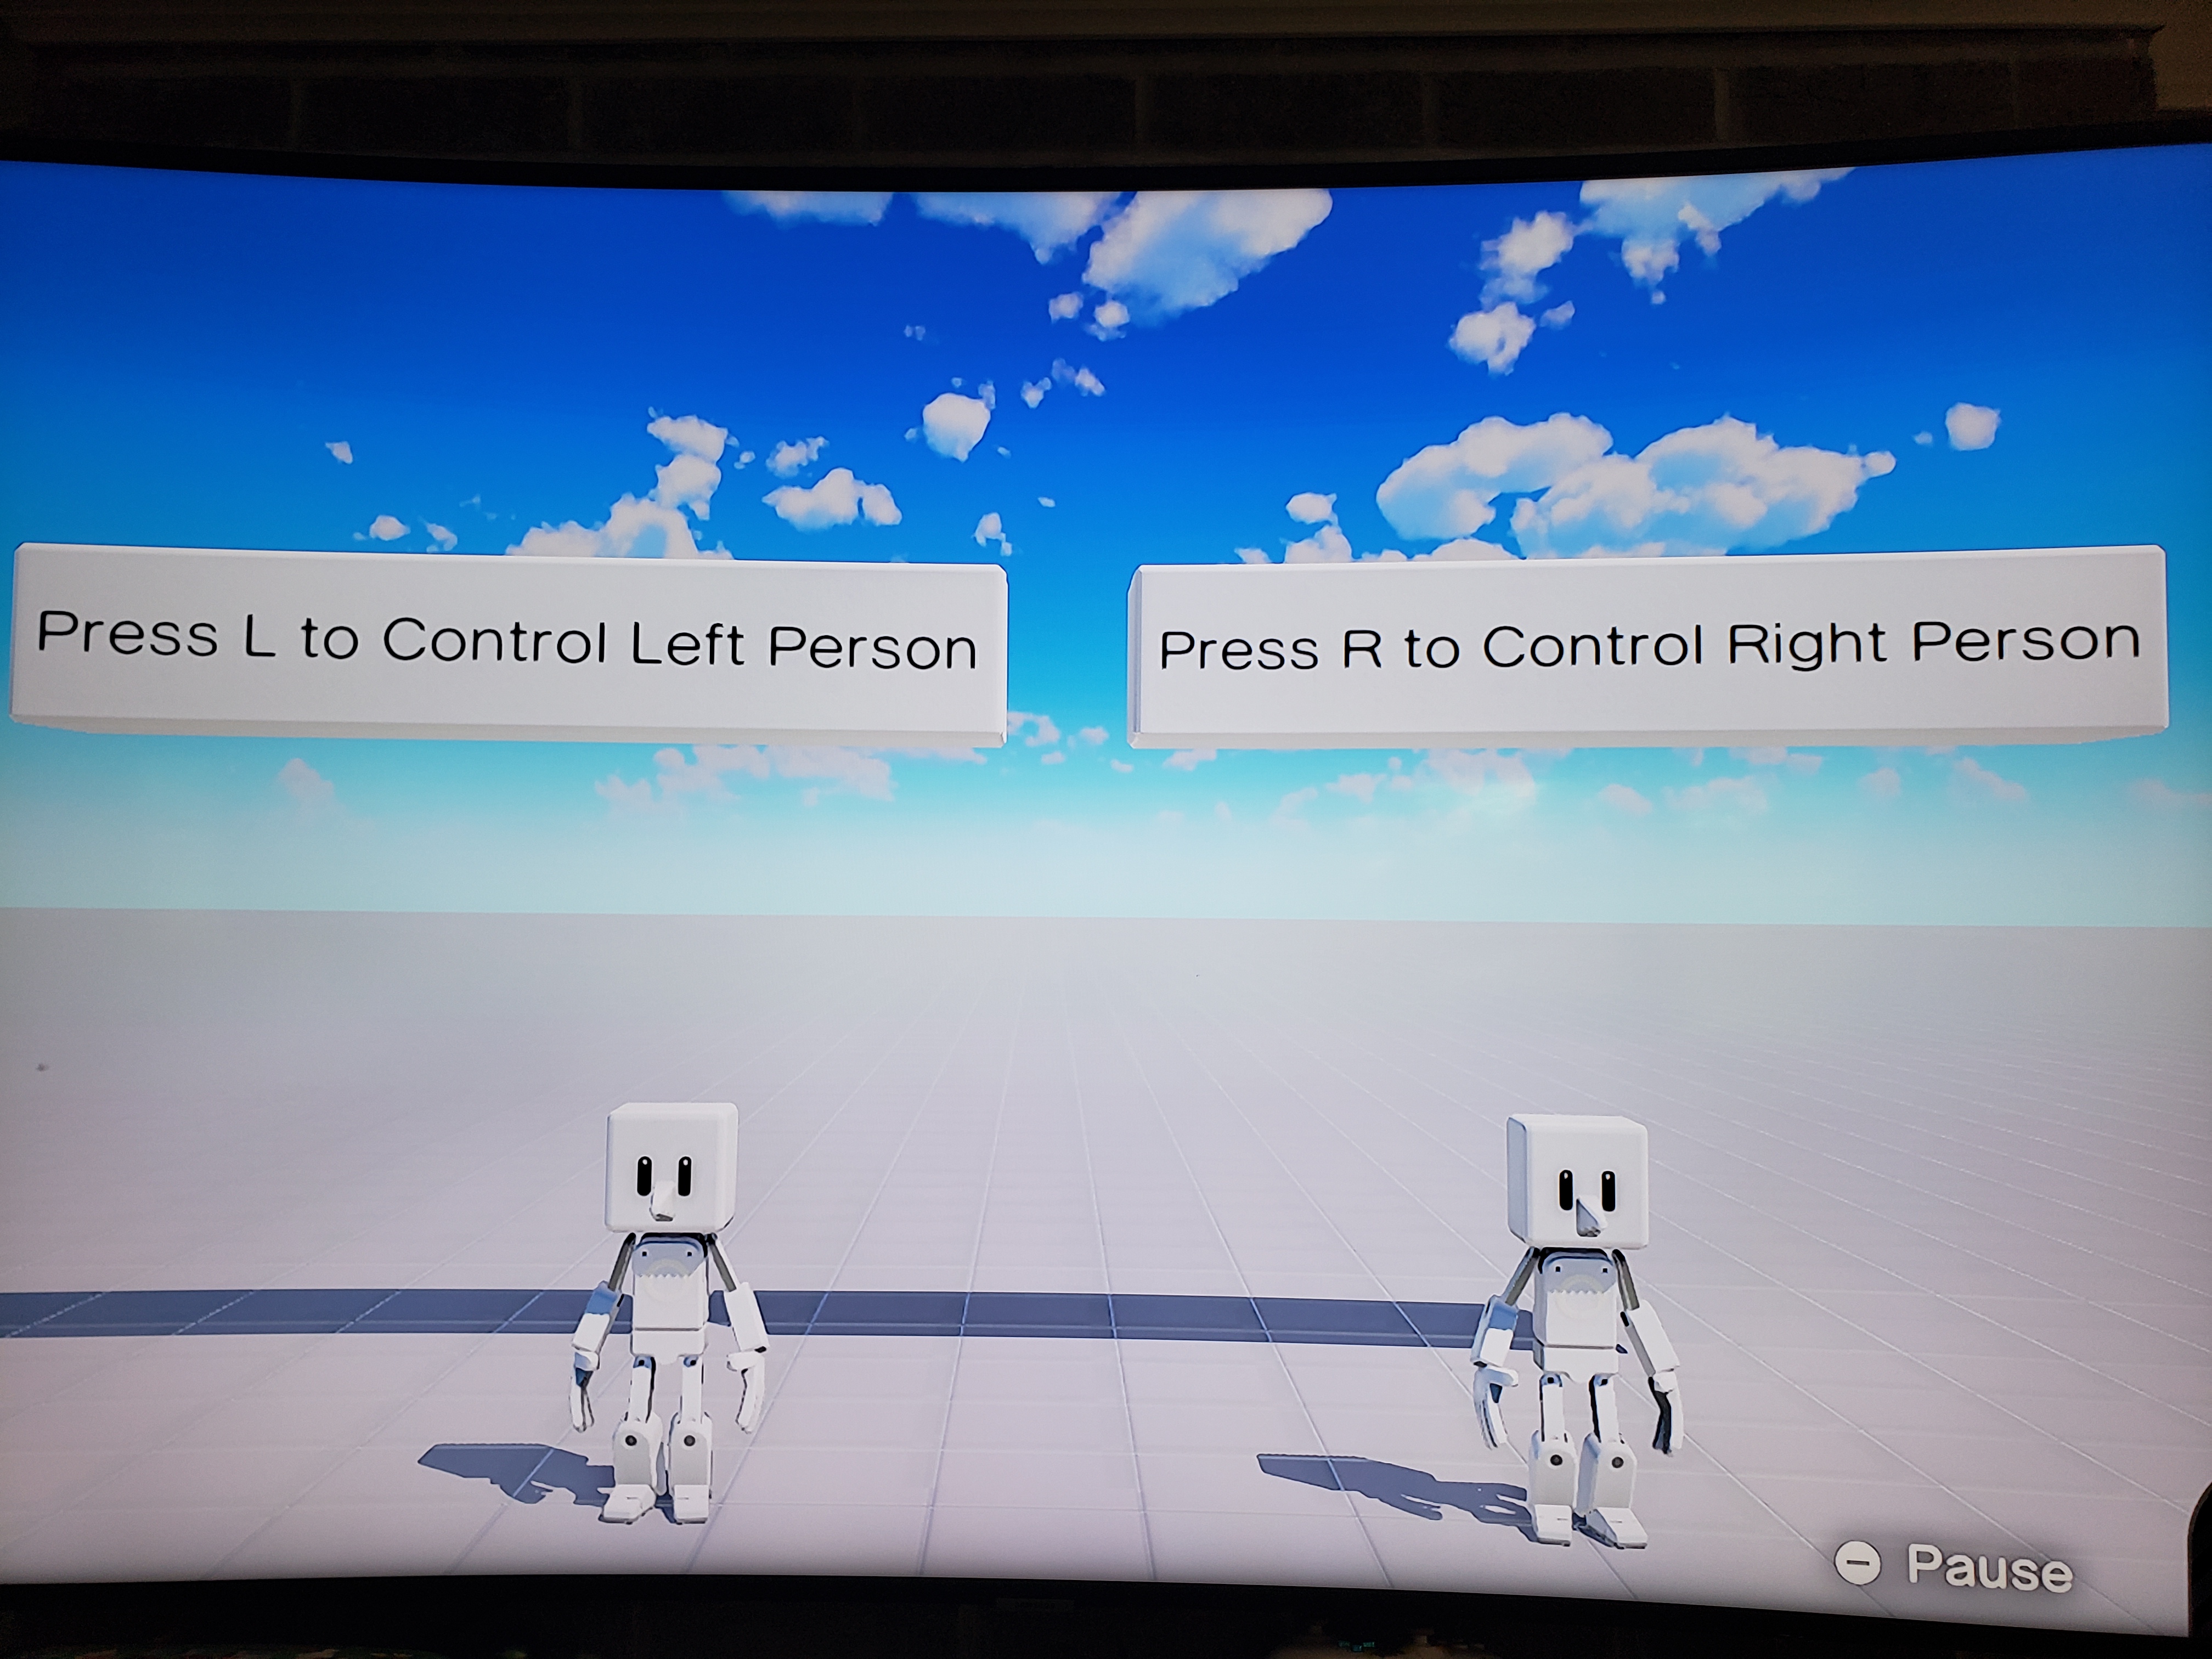 Press L to Control Left Person
Press R to Control Right Person
Pause